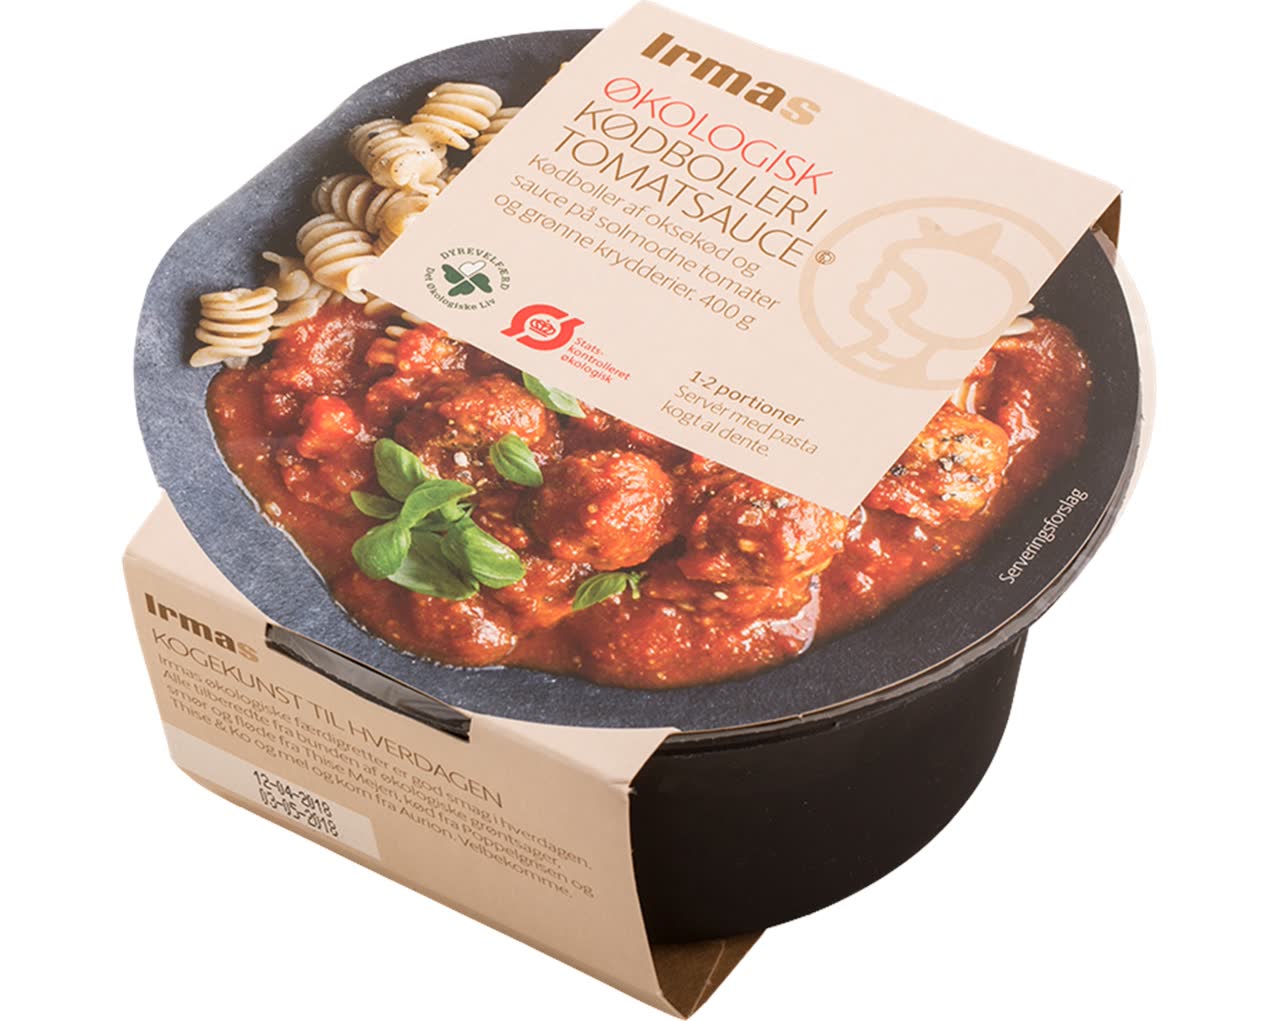 Irmas
ØKOLOGISK
KØDBOLLER I
TOMATSAUCE
Kødboller af oksekød og
sauce på solmodne tomater
og grønne krydderier. 400 g
DYREVELFÆRD
Det Økologiske Liv
Ø
Stats-
kontrolleret
økologisk
1-2 portioner
Servér med pasta
kogt al dente.
Serveringsforslag
Irmas
KOGEKUNST TIL HVERDAGEN
Irmas økologiske færdigretter er god smag i hverdagen.
Alle tilberedte fra bunden af økologiske grøntsager,
smør og fløde fra Thise Mejeri, kød fra Poppelgrisen og
Thise & Ko og mel og korn fra Aurion. Velbekomme.
12-04-2018
03-05-2018